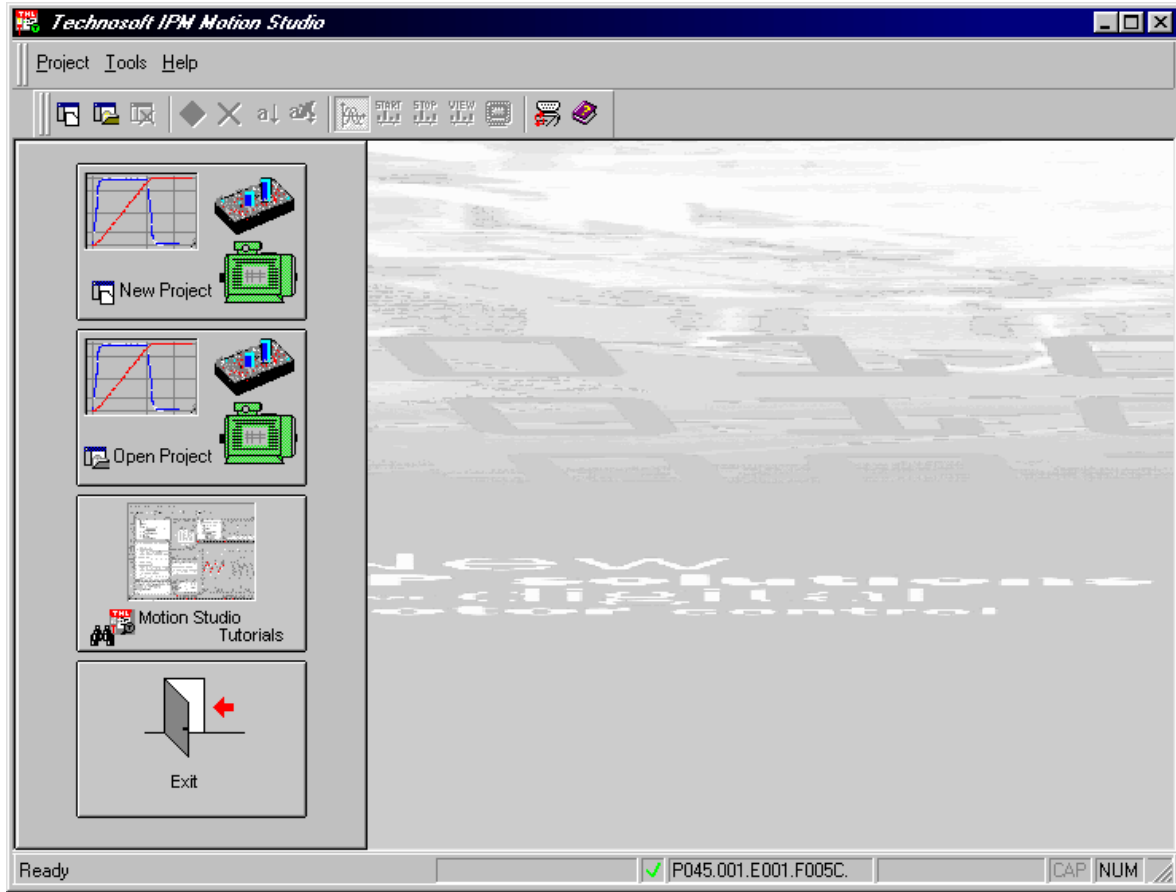 Technosoft IPM Motion Studio
Project Tools Help
a↓ START STOP VIEW
New Project
Open Project
Motion Studio
Tutorials
Exit
Ready P045.001.E001.F005C. CAP NUM